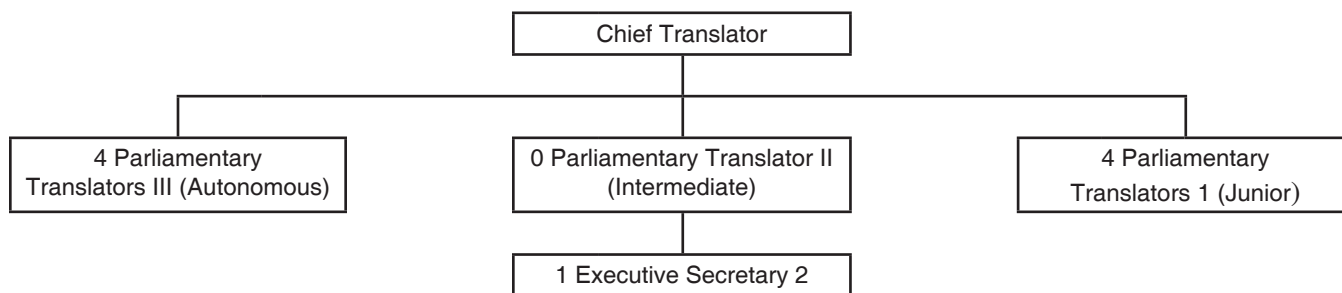 Chief Translator
4 Parliamentary
Translators III (Autonomous)
0 Parliamentary Translator II
(Intermediate)
4 Parliamentary
Translators 1 (Junior)
1 Executive Secretary 2